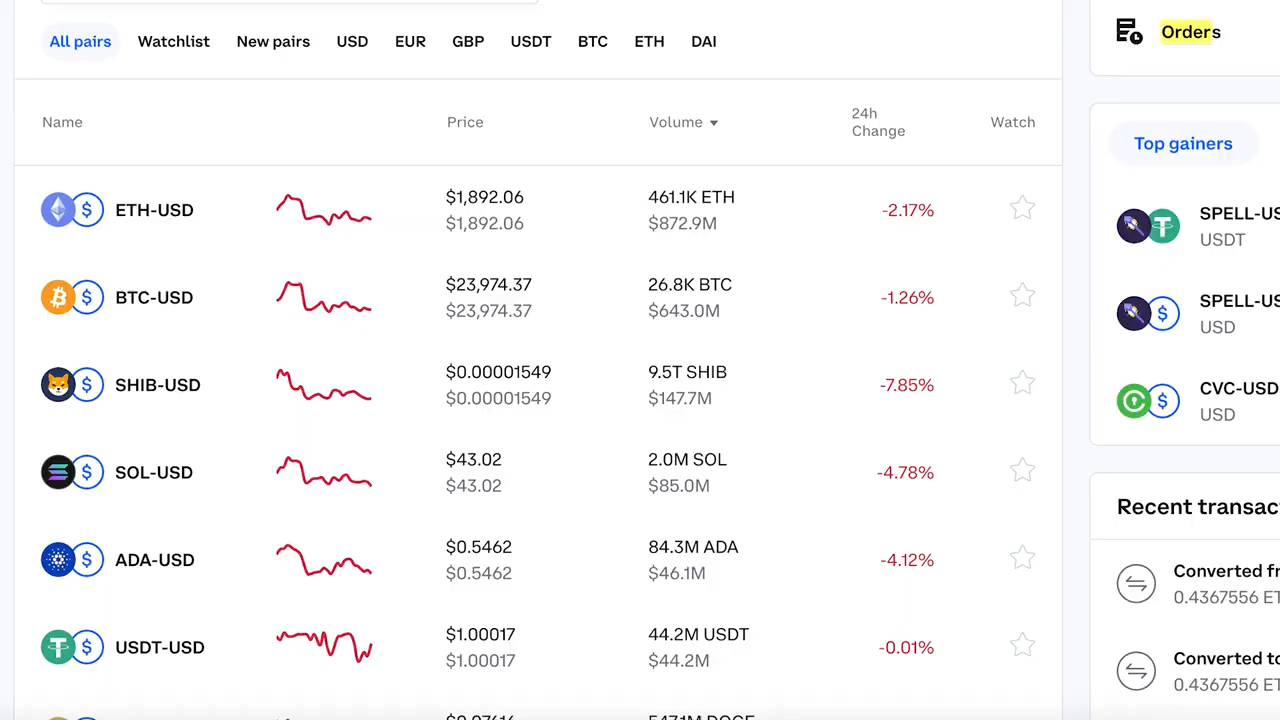 All pairs Watchlist New pairs USD EUR GBP USDT BTC ETH DAI
Name Price Volume 24h Change Watch
ETH-USD $1,892.06 461.1K ETH -2.17%
$1,892.06 $872.9M
BTC-USD $23,974.37 26.8K BTC -1.26%
$23,974.37 $643.0M
SHIB-USD $0.00001549 9.5T SHIB -7.85%
$0.00001549 $147.7M
SOL-USD $43.02 2.0M SOL -4.78%
$43.02 $85.0M
ADA-USD $0.5462 84.3M ADA -4.12%
$0.5462 $46.1M
USDT-USD $1.00017 44.2M USDT -0.01%
$1.00017 $44.2M
Orders
Top gainers
SPELL-US
USDT
SPELL-US
USD
CVC-USD
USD
Recent transac
Converted fr
0.4367556 ET
Converted to
0.4367556 ET